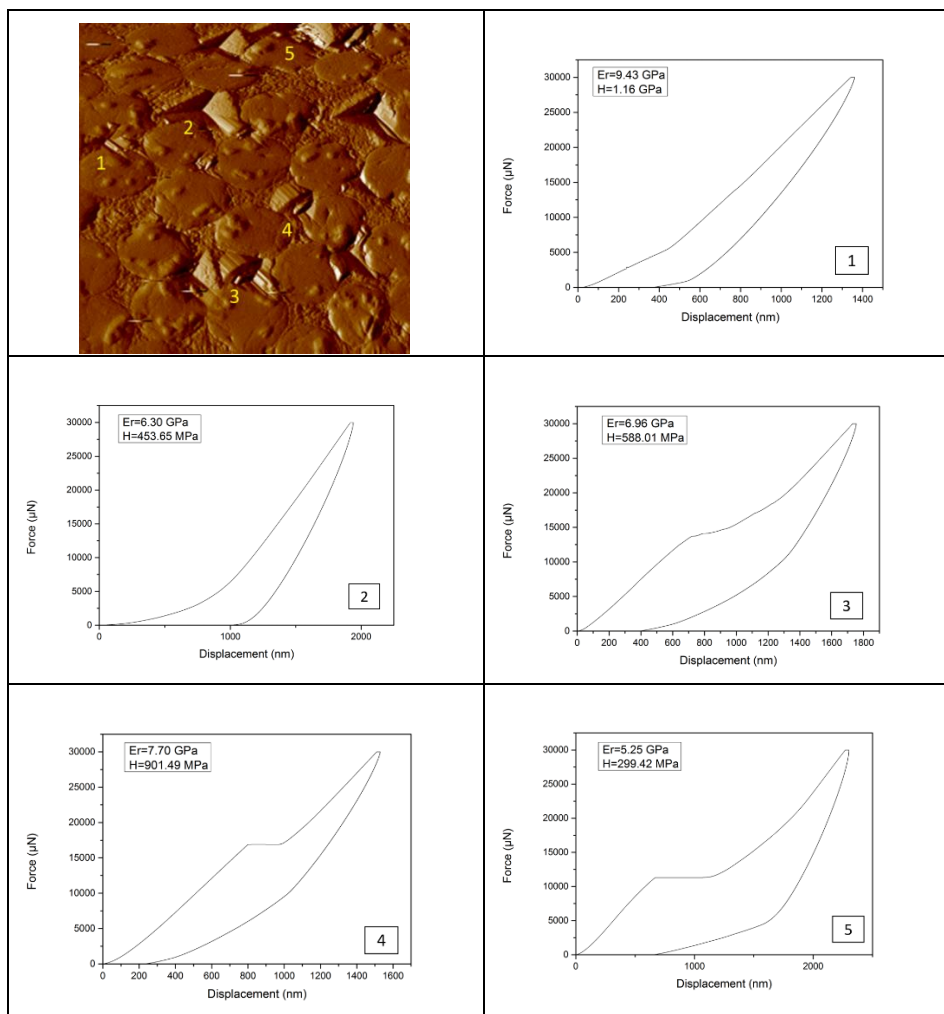 5
2
1
4
3
Er=9.43 GPa
H=1.16 GPa
30000
25000
20000
15000
10000
5000
0
Force (µN)
0 200 400 600 800 1000 1200 1400
Displacement (nm)
1
Er=6.30 GPa
H=453.65 MPa
30000
25000
20000
15000
10000
5000
0
Force (µN)
0 1000 2000
Displacement (nm)
2
Er=6.96 GPa
H=588.01 MPa
30000
25000
20000
15000
10000
5000
0
Force (µN)
0 200 400 600 800 1000 1200 1400 1600 1800
Displacement (nm)
3
Er=7.70 GPa
H=901.49 MPa
30000
25000
20000
15000
10000
5000
0
Force (µN)
0 200 400 600 800 1000 1200 1400 1600
Displacement (nm)
4
Er=5.25 GPa
H=299.42 MPa
30000
25000
20000
15000
10000
5000
0
Force (µN)
0 1000 2000
Displacement (nm)
5